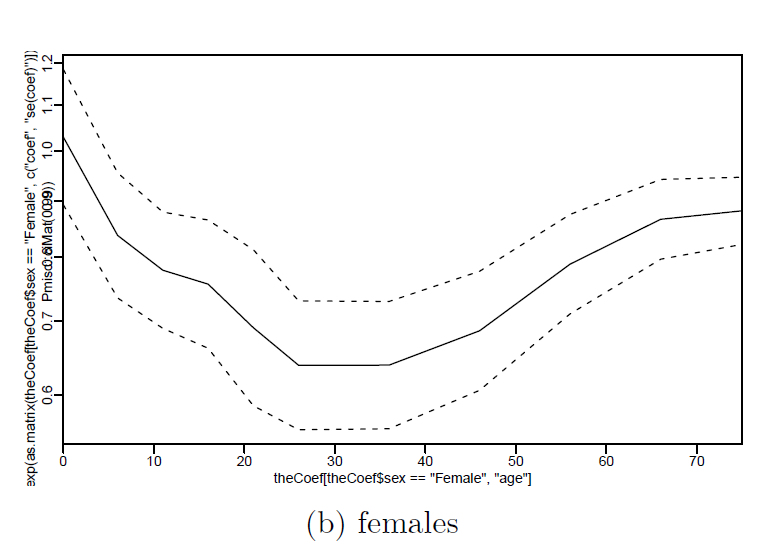 1.2
1.1
1.0
0.7
0.6
exp(as.matrix(theCoef[theCoef$sex == "Female", c("coef", "se(coef)")])
0 10 20 30 40 50 60 70
theCoef[theCoef$sex == "Female", "age"]
(b) females